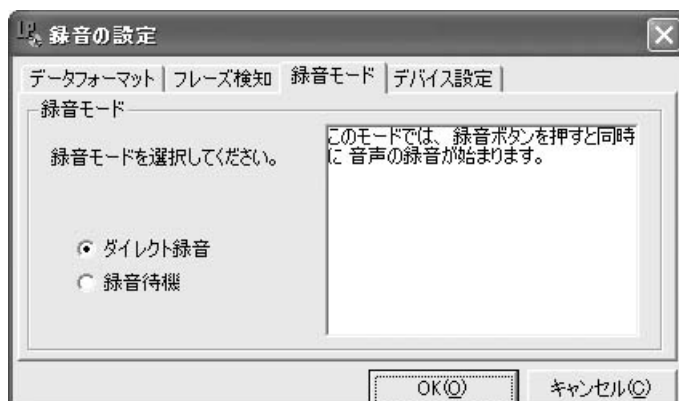 録音の設定
データフォーマット フレーズ検知 録音モード デバイス設定
録音モード
録音モードを選択してください。
このモードでは、録音ボタンを押すと同時
に 音声の録音が始まります。
ダイレクト録音
録音待機
OK(O) キャンセル(C)